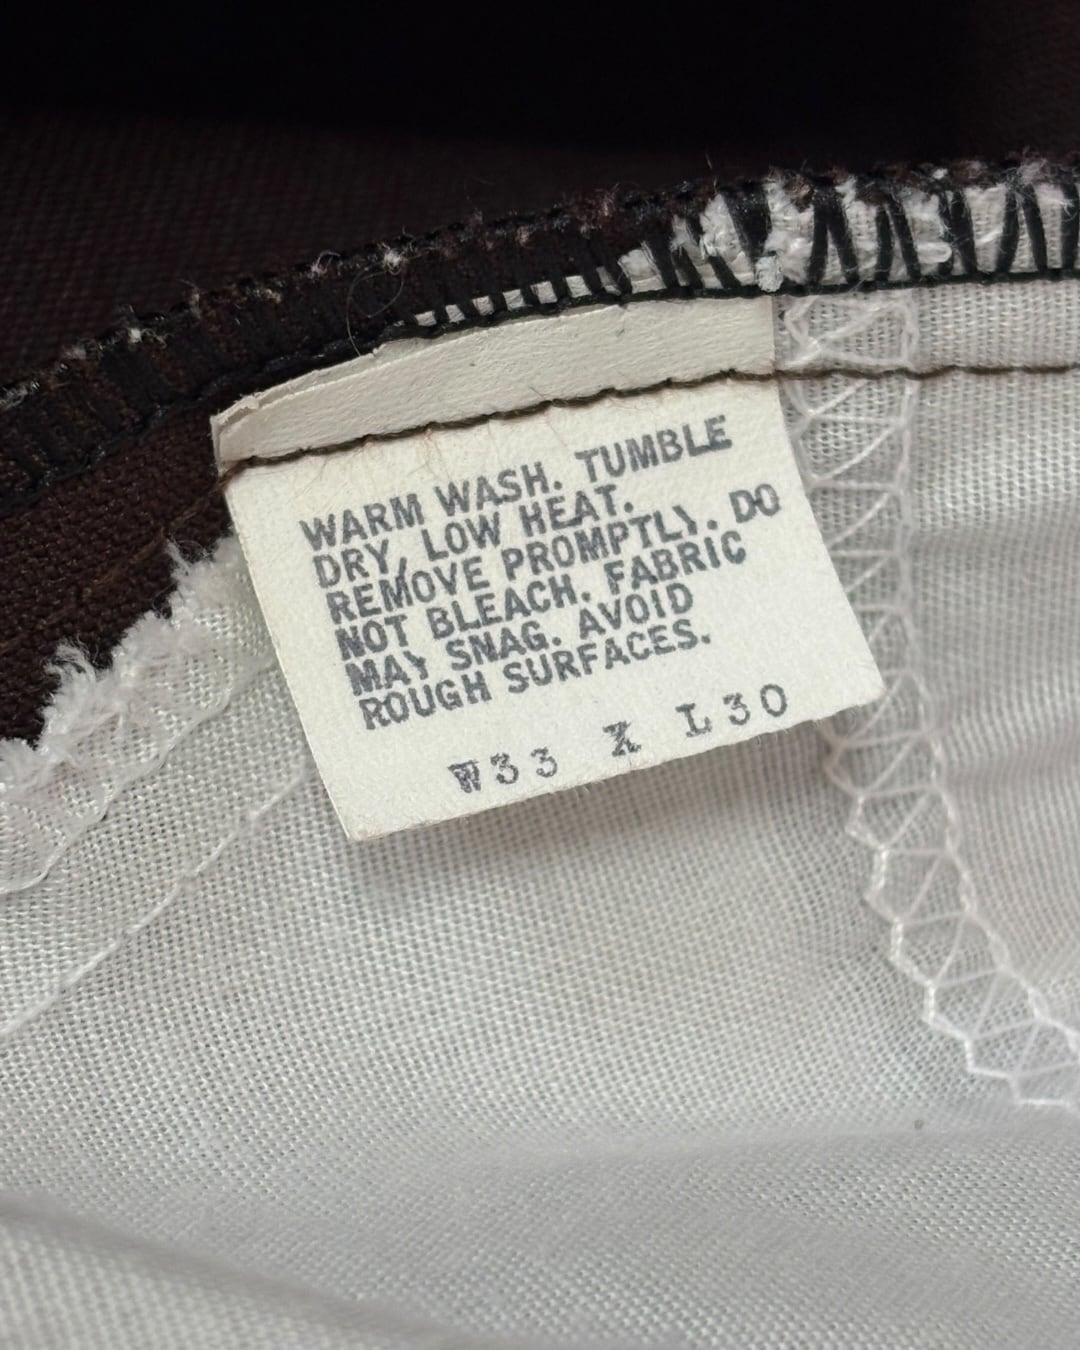 WARM WASH. TUMBLE
DRY, LOW HEAT.
REMOVE PROMPTLY. DO
NOT BLEACH. FABRIC
MAY SNAG. AVOID
ROUGH SURFACES.
W33 X L30